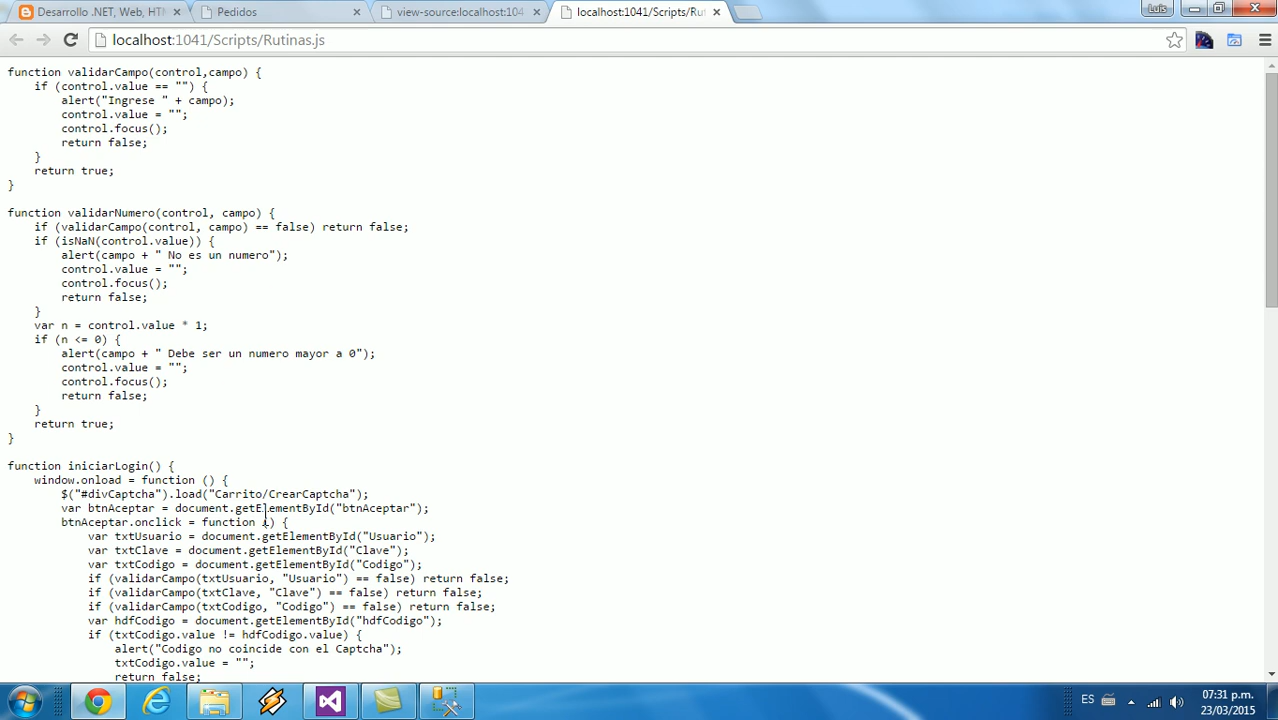 Desarrollo .NET, Web, HTM
Pedidos
view-source:localhost:104
localhost:1041/Scripts/Rut
Luis
localhost:1041/Scripts/Rutinas.js
function validarCampo(control,campo) {
if (control.value == "") {
alert("Ingrese " + campo);
control.value = "";
control.focus();
return false;
}
return true;
}
function validarNumero(control, campo) {
if (validarCampo(control, campo) == false) return false;
if (isNaN(control.value)) {
alert(campo + " No es un numero");
control.value = "";
control.focus();
return false;
}
var n = control.value * 1;
if (n <= 0) {
alert(campo + " Debe ser un numero mayor a 0");
control.value = "";
control.focus();
return false;
}
return true;
}
function iniciarLogin() {
window.onload = function () {
$("#divCaptcha").load("Carrito/CrearCaptcha");
var btnAceptar = document.getElementById("btnAceptar");
btnAceptar.onclick = function () {
var txtUsuario = document.getElementById("Usuario");
var txtClave = document.getElementById("Clave");
var txtCodigo = document.getElementById("Codigo");
if (validarCampo(txtUsuario, "Usuario") == false) return false;
if (validarCampo(txtClave, "Clave") == false) return false;
if (validarCampo(txtCodigo, "Codigo") == false) return false;
var hdfCodigo = document.getElementById("hdfCodigo");
if (txtCodigo.value != hdfCodigo.value) {
alert("Codigo no coincide con el Captcha");
txtCodigo.value = "";
return false;
ES
07:31 p.m.
23/03/2015